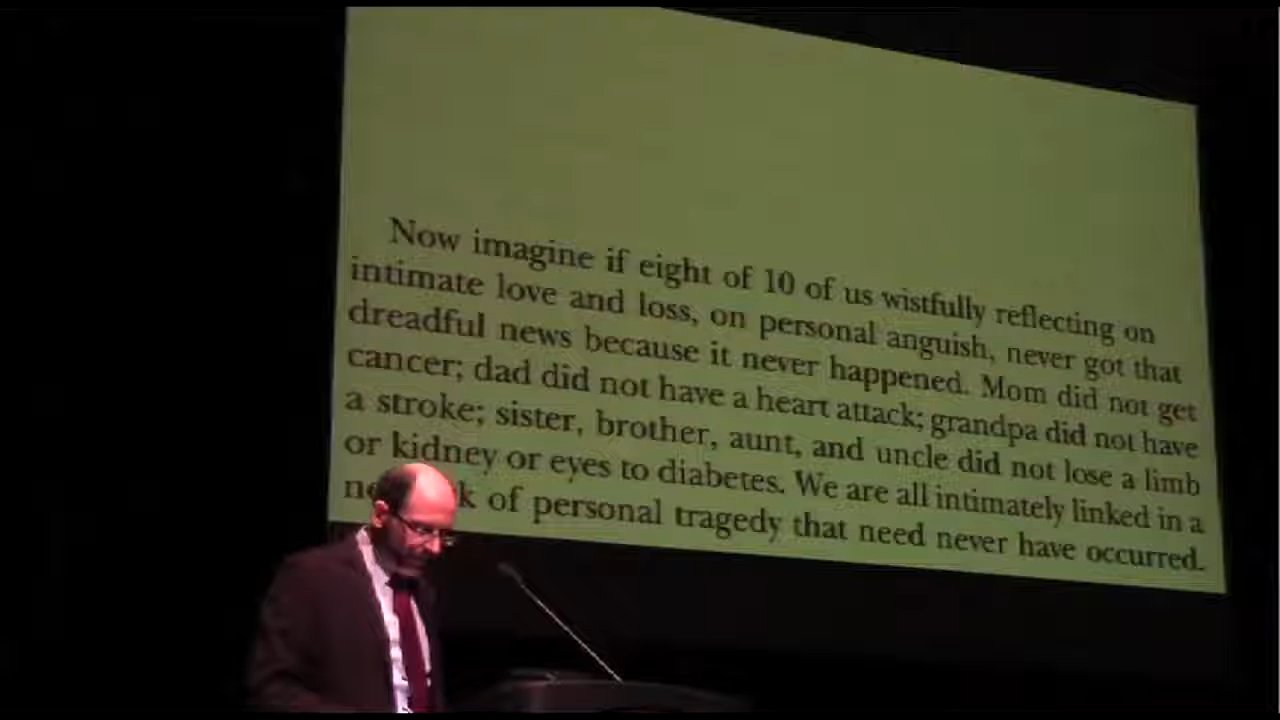 Now imagine if eight of 10 of us wistfully reflecting on
intimate love and loss, on personal anguish, never got that
dreadful news because it never happened. Mom did not get
cancer; dad did not have a heart attack; grandpa did not have
a stroke; sister, brother, aunt, and uncle did not lose a limb
or kidney or eyes to diabetes. We are all intimately linked in a
of personal tragedy that need never have occurred.